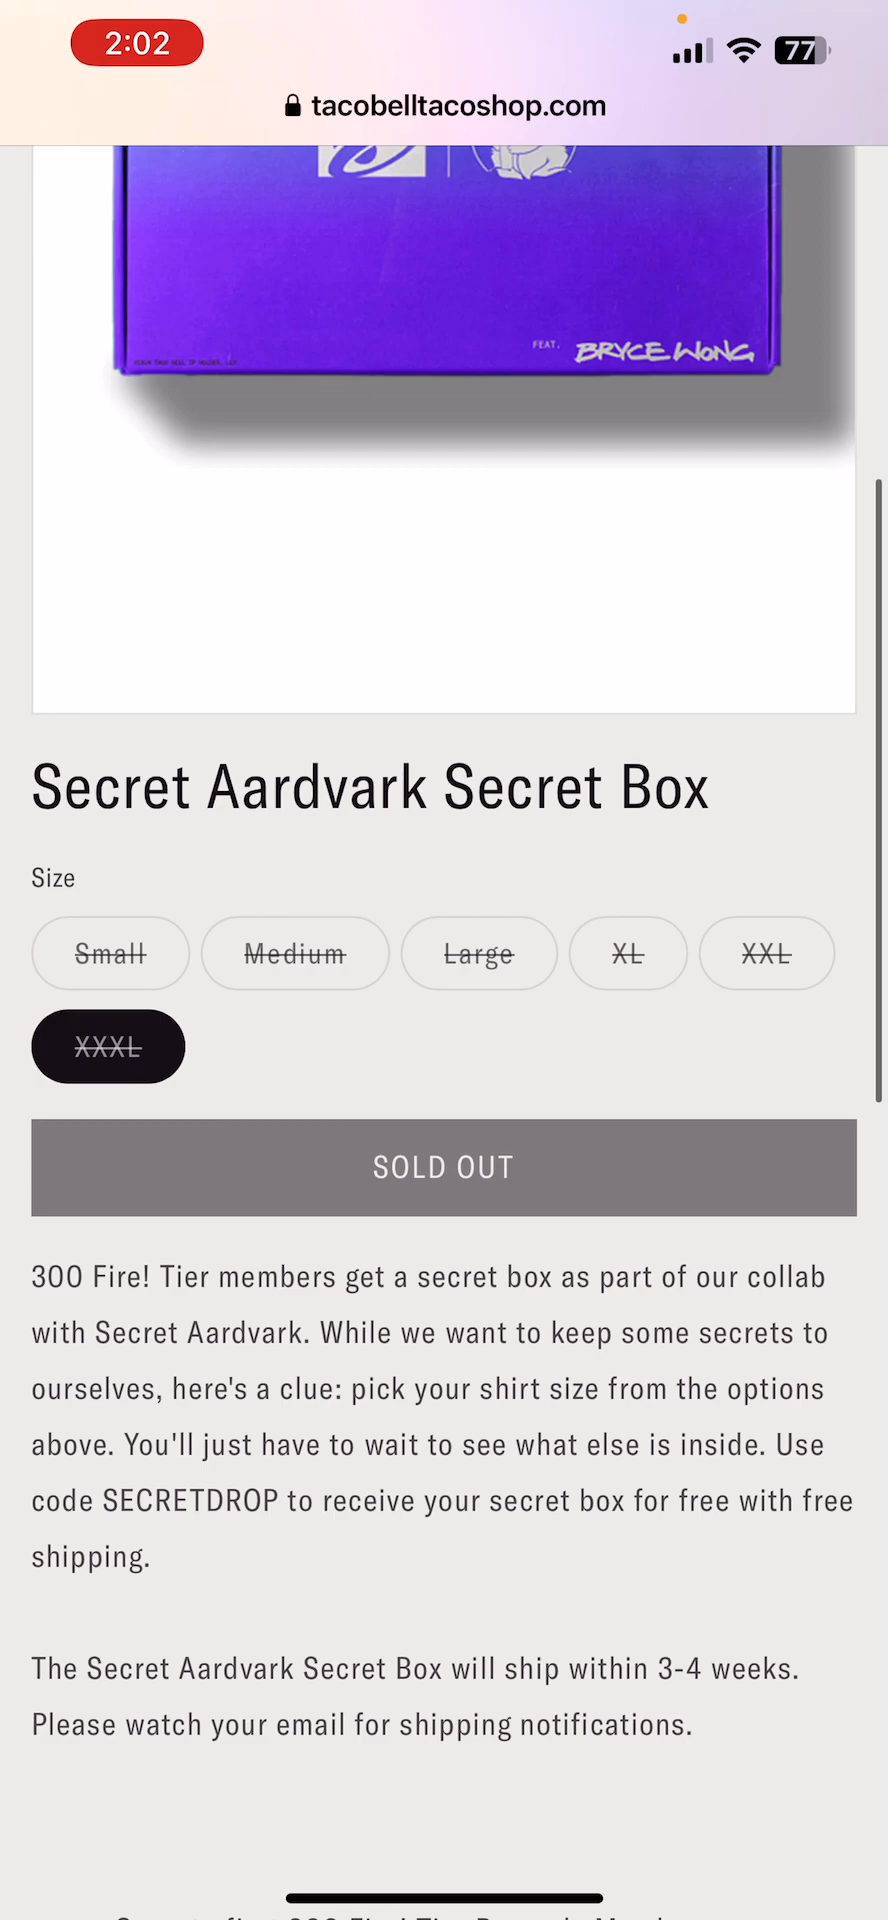 2:02
77
tacobelltacoshop.com
FEAT. BRYCE WONG
Secret Aardvark Secret Box
Size
Small Medium Large XL XXL
XXXL
SOLD OUT
300 Fire! Tier members get a secret box as part of our collab
with Secret Aardvark. While we want to keep some secrets to
ourselves, here's a clue: pick your shirt size from the options
above. You'll just have to wait to see what else is inside. Use
code SECRETDROP to receive your secret box for free with free
shipping.
The Secret Aardvark Secret Box will ship within 3-4 weeks.
Please watch your email for shipping notifications.